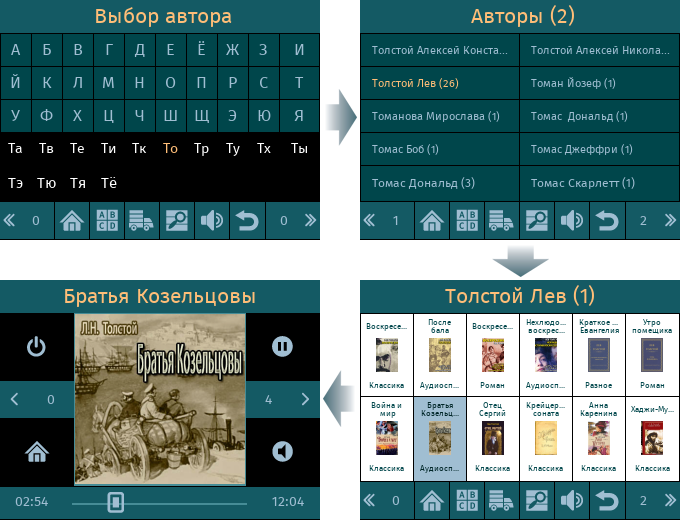 Выбор автора
А Б В Г Д Е Ё Ж З И
Й К Л М Н О П Р С Т
У Ф Х Ц Ч Ш Щ Э Ю Я
Та Тв Те Ти Тк То Тр Ту Тх Ты
Тэ Тю Тя Тё
0 A B C D 0
Авторы (2)
Толстой Алексей Конста... Толстой Алексей Никола...
Толстой Лев (26) Томан Йозеф (1)
Томанова Мирослава (1) Томас Дональд (1)
Томас Боб (1) Томас Джеффри (1)
Томас Дональд (3) Томас Скарлетт (1)
1 A B C D 2
Толстой Лев (1)
Воскресе... После бала Воскресе... Неклюдо... воскрес... Краткое ... Евангелия Утро помещика
Классика Аудиосп... Роман Аудиосп... Разное Роман
Война и мир Братья Козельц... Отец Сергий Крейцер... соната Анна Каренина Хаджи-Му...
Классика Аудиосп... Классика Классика Классика Классика
0 A B C D 2
Братья Козельцовы
Л.Н. Толстой
Братья Козельцовы
0 4
02:54 12:04